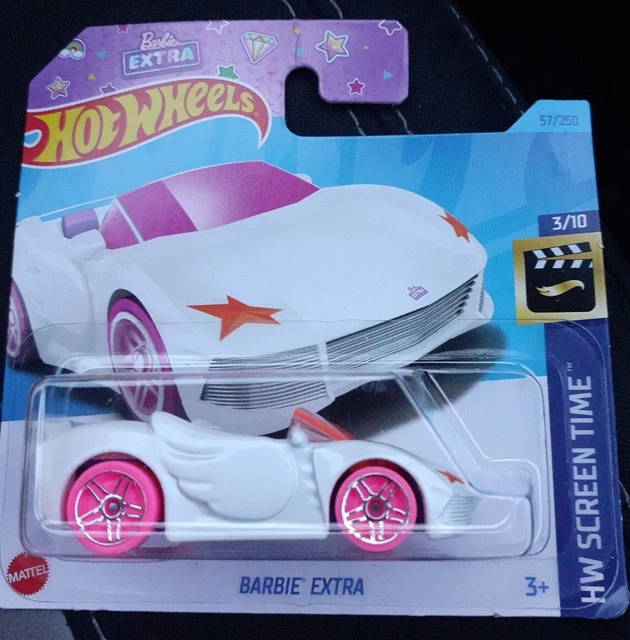 Barbie
EXTRA
HOT WHEELS
57/250
3/10
HW SCREEN TIME™
MATTEL
BARBIE® EXTRA
3+